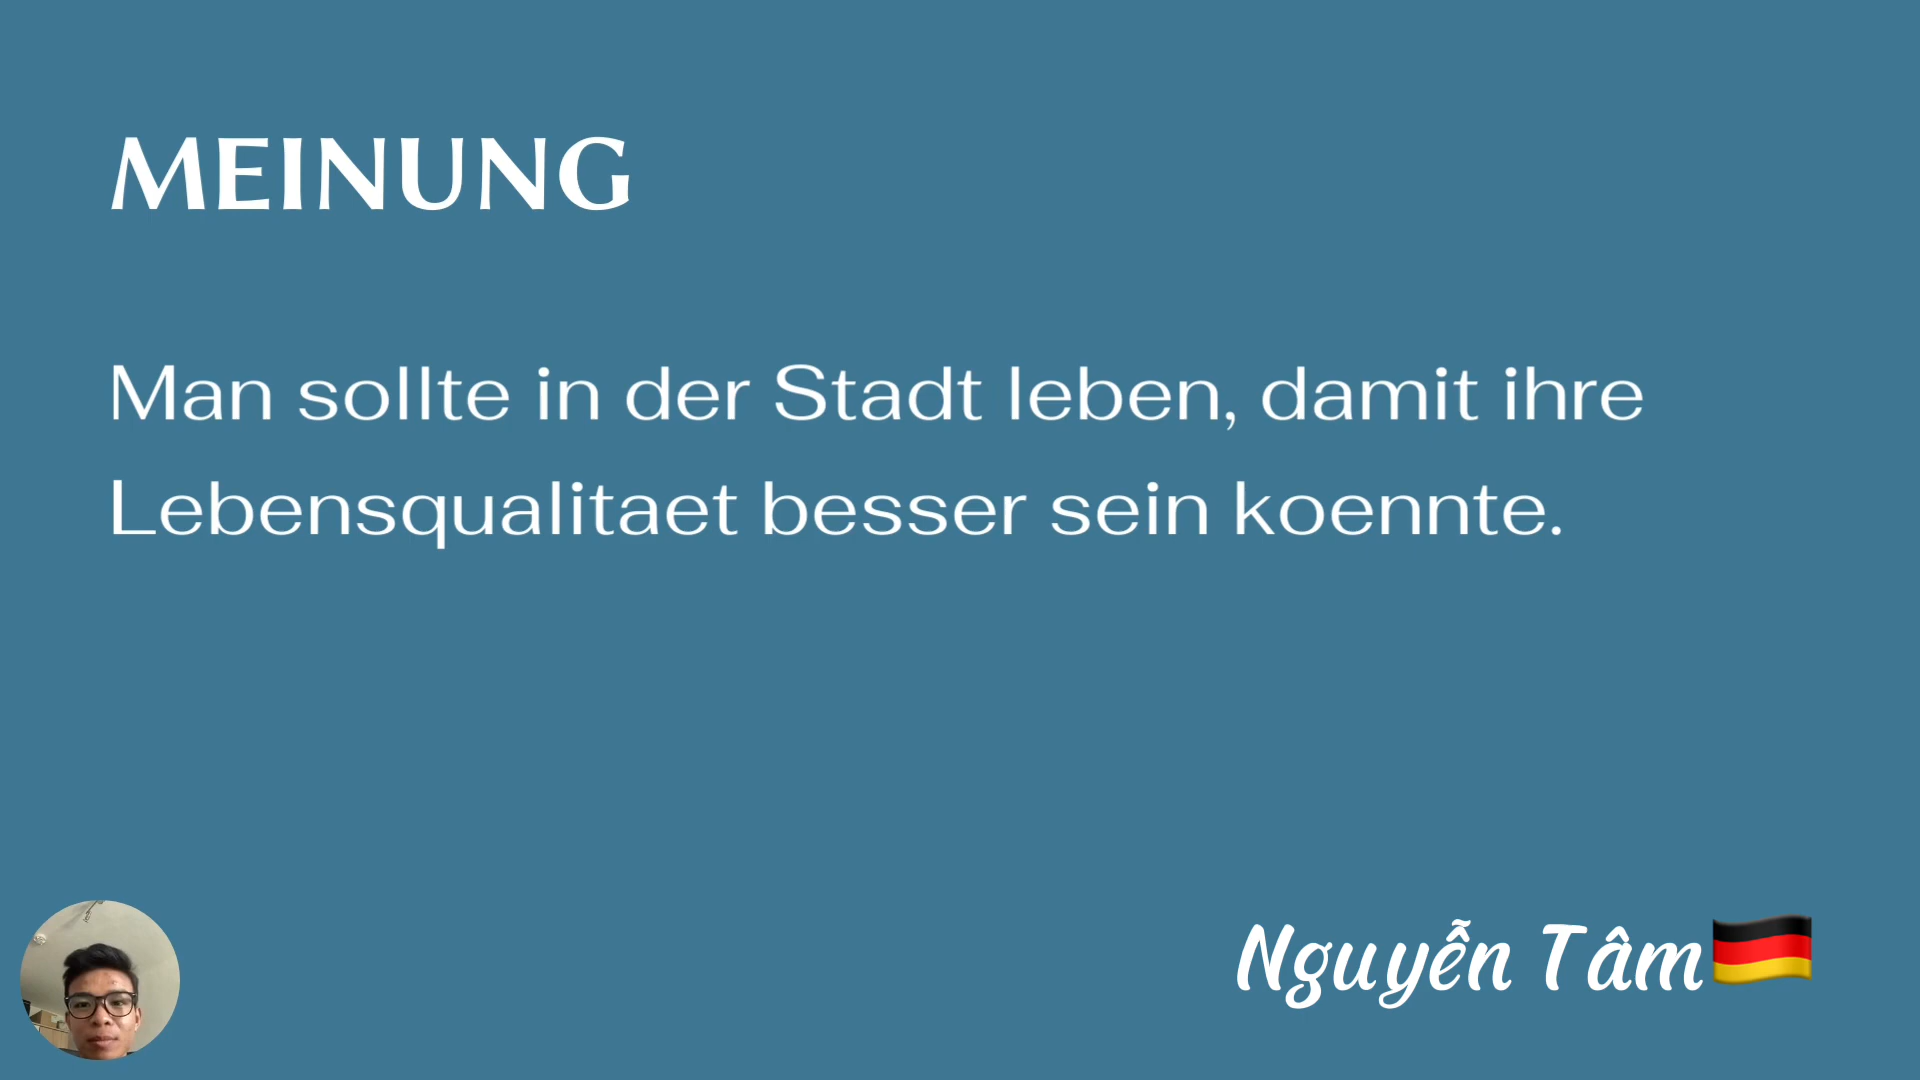 MEINUNG
Man sollte in der Stadt leben, damit ihre
Lebensqualitaet besser sein koennte.
Nguyễn Tâm